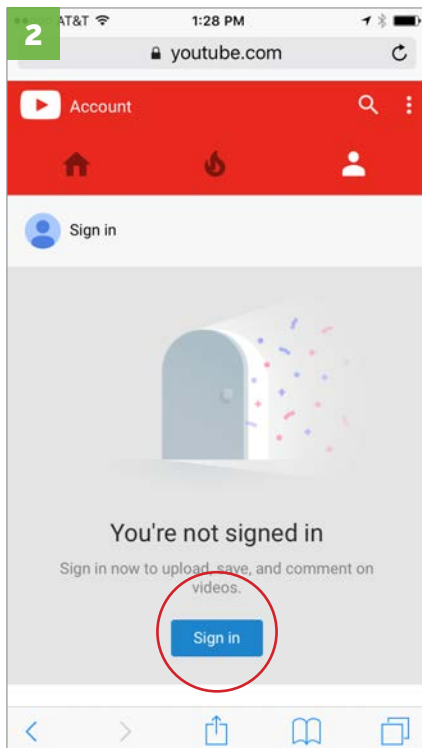 2
AT&T 1:28 PM
youtube.com
Account
Sign in
You're not signed in
Sign in now to upload, save, and comment on
videos.
Sign in